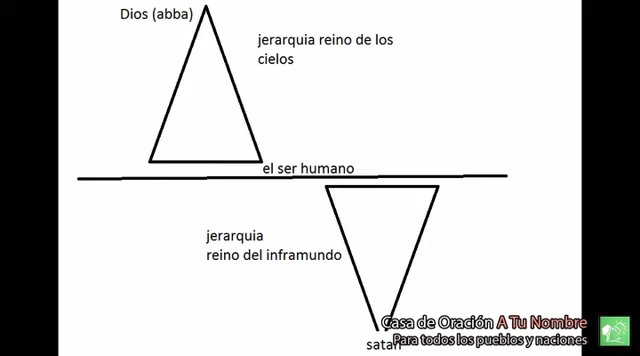 Dios (abba)
jerarquia reino de los
cielos
el ser humano
jerarquia
reino del inframundo
satan
Casa de Oración A Tu Nombre
Para todos los pueblos y naciones